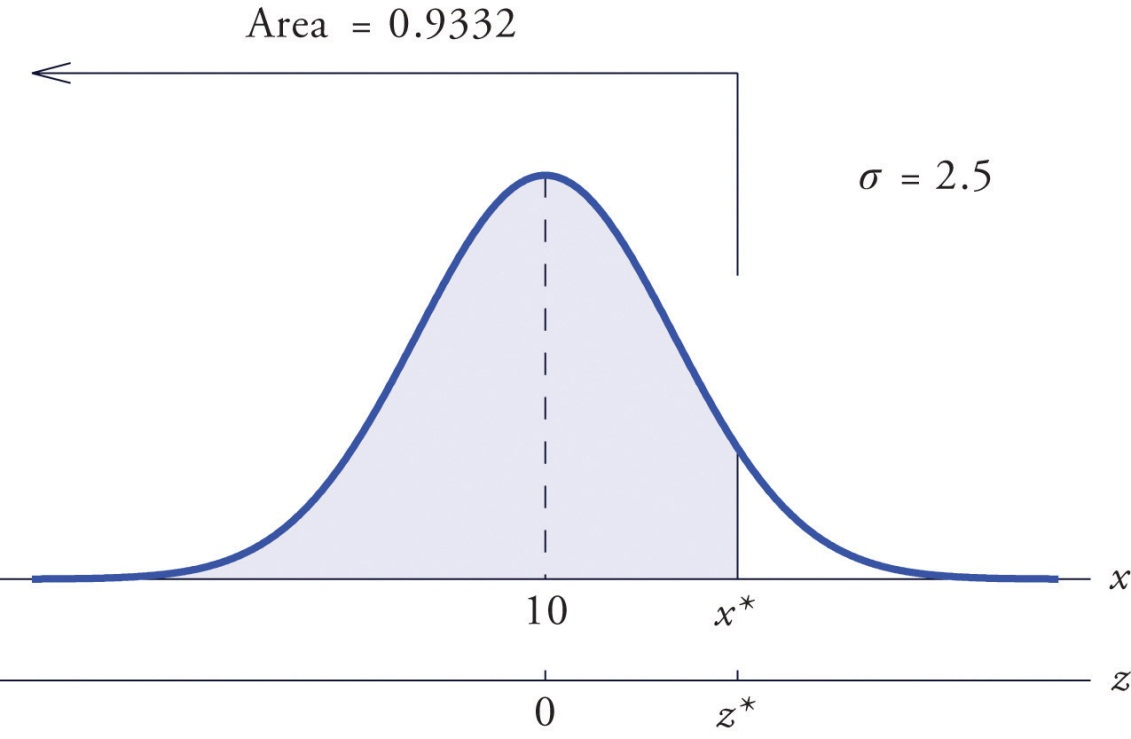 Area = 0.9332
σ = 2.5
x
10 x*
z
0 z*